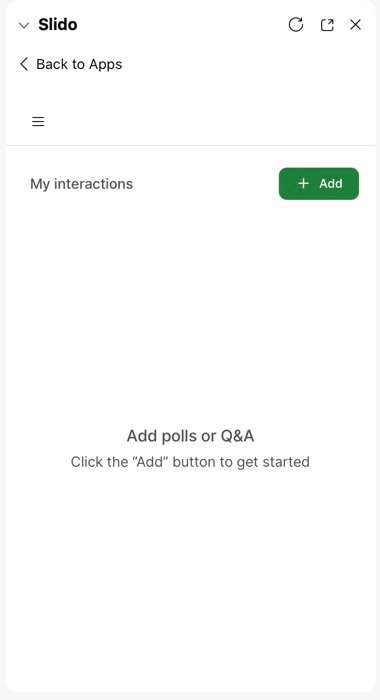 Slido
Back to Apps
My interactions
+ Add
Add polls or Q&A
Click the “Add” button to get started